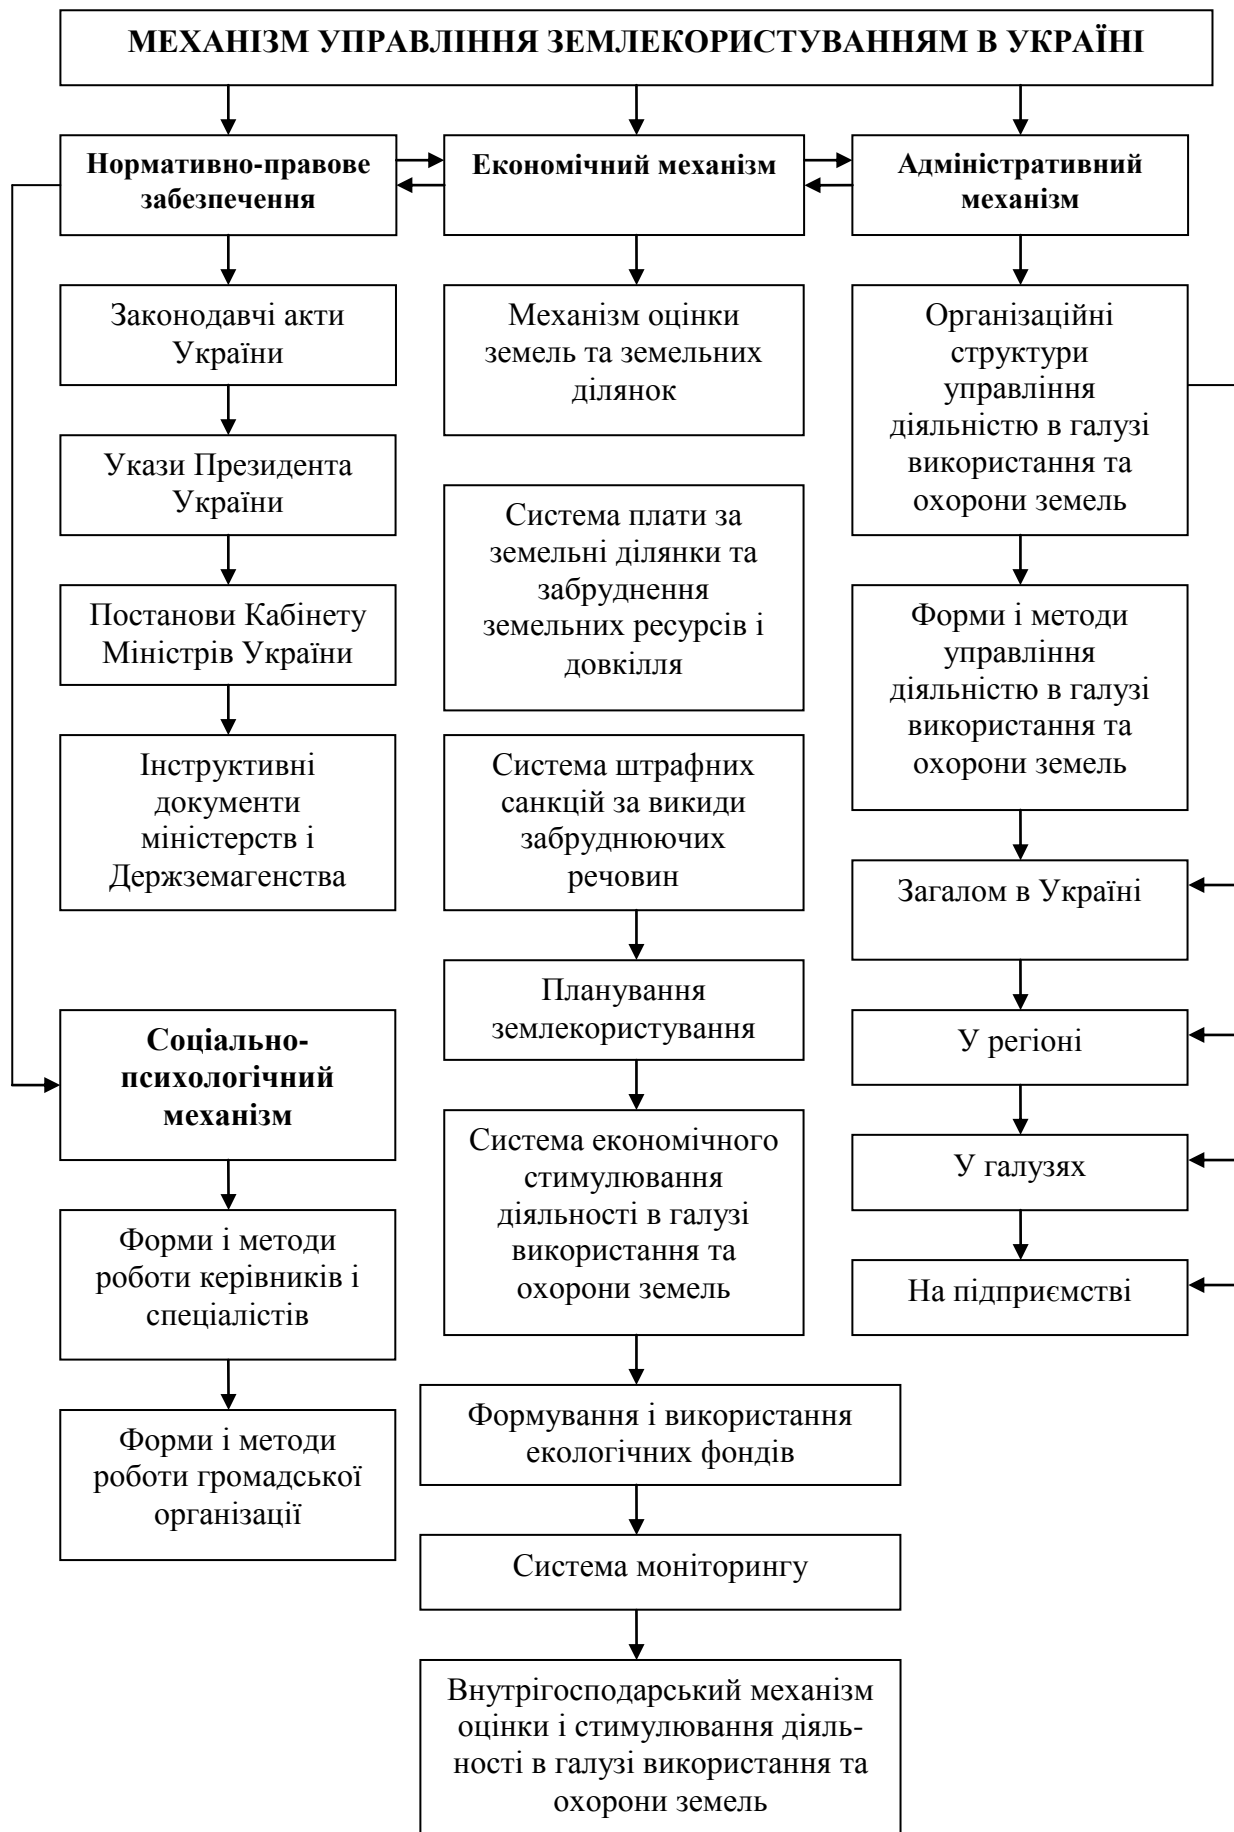 МЕХАНІЗМ УПРАВЛІННЯ ЗЕМЛЕКОРИСТУВАННЯМ В УКРАЇНІ
Нормативно-правове
забезпечення
Економічний механізм
Адміністративний
механізм
Законодавчі акти
України
Укази Президента
України
Постанови Кабінету
Міністрів України
Інструктивні
документи
міністерств і
Держземагенства
Соціально-
психологічний
механізм
Форми і методи
роботи керівників і
спеціалістів
Форми і методи
роботи громадської
організації
Механізм оцінки
земель та земельних
ділянок
Система плати за
земельні ділянки та
забруднення
земельних ресурсів і
довкілля
Система штрафних
санкцій за викиди
забруднюючих
речовин
Планування
землекористування
Система економічного
стимулювання
діяльності в галузі
використання та
охорони земель
Формування і використання
екологічних фондів
Система моніторингу
Внутрігосподарський механізм
оцінки і стимулювання діяль-
ності в галузі використання та
охорони земель
Організаційні
структури
управління
діяльністю в галузі
використання та
охорони земель
Форми і методи
управління
діяльністю в галузі
використання та
охорони земель
Загалом в Україні
У регіоні
У галузях
На підприємстві